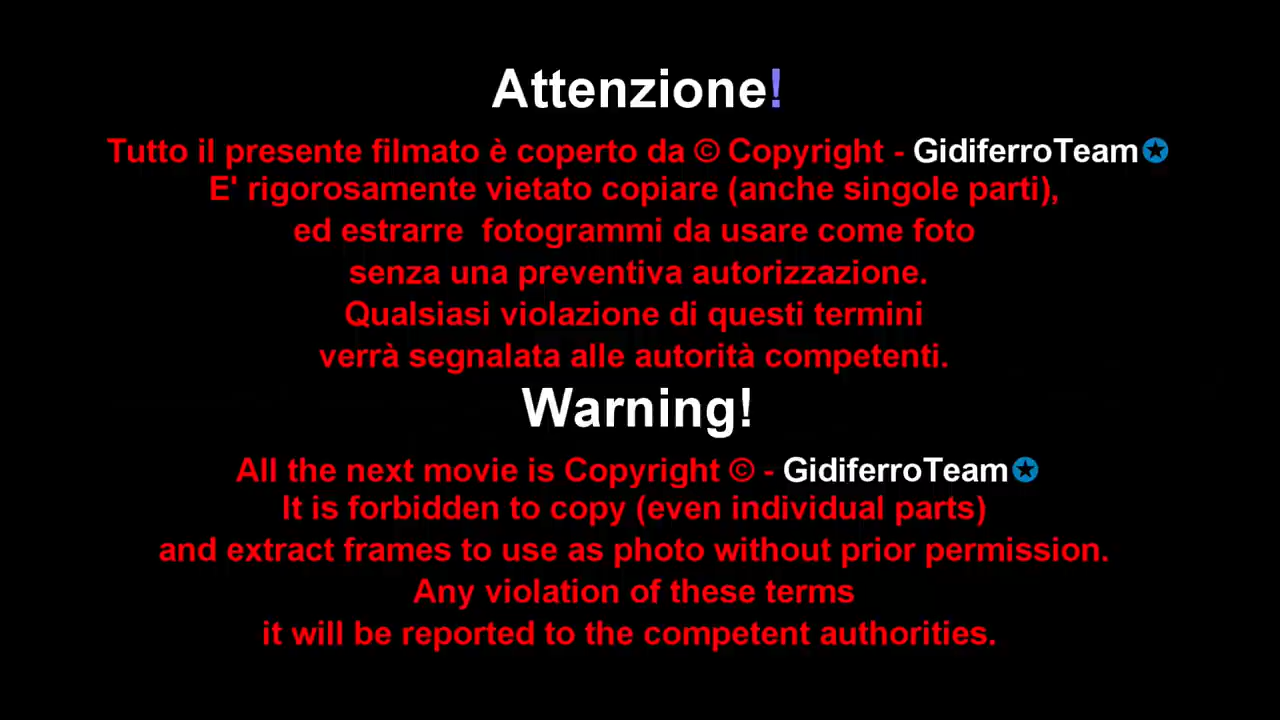 Attenzione!
Tutto il presente filmato è coperto da © Copyright - GidiferroTeam✪
E' rigorosamente vietato copiare (anche singole parti),
ed estrarre  fotogrammi da usare come foto
senza una preventiva autorizzazione.
Qualsiasi violazione di questi termini
verrà segnalata alle autorità competenti.
Warning!
All the next movie is Copyright © - GidiferroTeam✪
It is forbidden to copy (even individual parts)
and extract frames to use as photo without prior permission.
Any violation of these terms
it will be reported to the competent authorities.